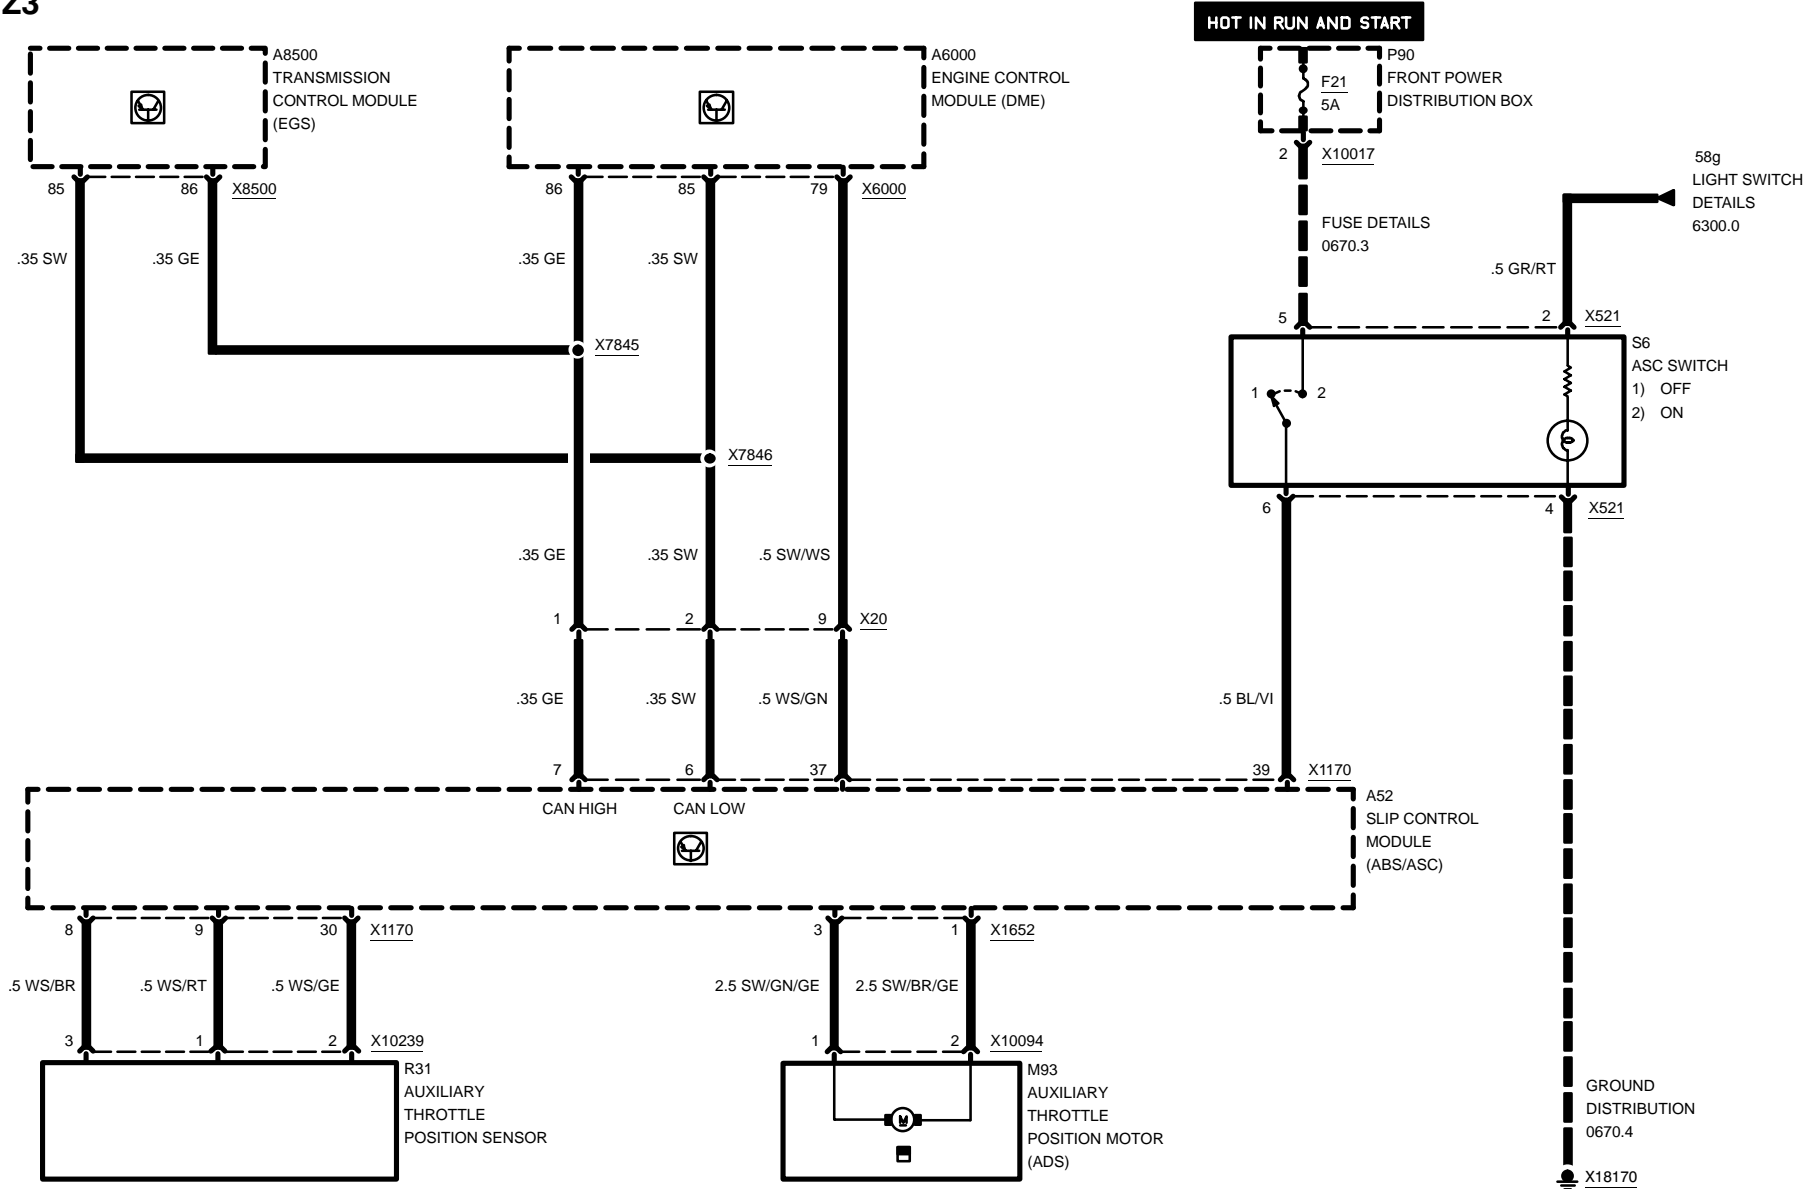 Z3
HOT IN RUN AND START
A8500
TRANSMISSION
CONTROL MODULE
(EGS)
A6000
ENGINE CONTROL
MODULE (DME)
P90
FRONT POWER
DISTRIBUTION BOX
F21
5A
2 X10017
58g
LIGHT SWITCH
DETAILS
6300.0
85 86 X8500
86 85 79 X6000
FUSE DETAILS
0670.3
.35 SW .35 GE .35 GE .35 SW
.5 GR/RT
5 2 X521
X7845
S6
ASC SWITCH
1) OFF
2) ON
1 2
X7846
6 4 X521
.35 GE .35 SW .5 SW/WS
1 2 9 X20
.35 GE .35 SW .5 WS/GN .5 BL/VI
7 6 37 39 X1170
CAN HIGH CAN LOW
A52
SLIP CONTROL
MODULE
(ABS/ASC)
8 9 30 X1170
3 1 X1652
.5 WS/BR .5 WS/RT .5 WS/GE 2.5 SW/GN/GE 2.5 SW/BR/GE
3 1 2 X10239
1 2 X10094
R31
AUXILIARY
THROTTLE
POSITION SENSOR
M
M93
AUXILIARY
THROTTLE
POSITION MOTOR
(ADS)
GROUND
DISTRIBUTION
0670.4
X18170